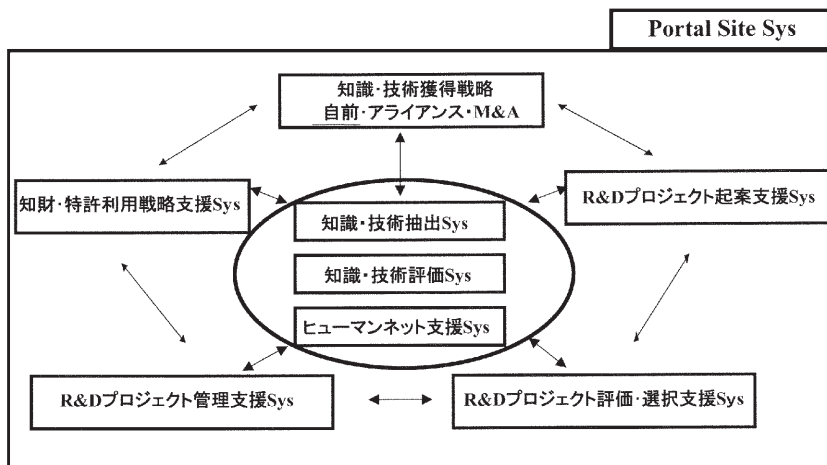 Portal Site Sys
知識・技術獲得戦略
自前・アライアンス・M&A
知財・特許利用戦略支援Sys
R&Dプロジェクト起案支援Sys
知識・技術抽出Sys
知識・技術評価Sys
ヒューマンネット支援Sys
R&Dプロジェクト管理支援Sys
R&Dプロジェクト評価・選択支援Sys